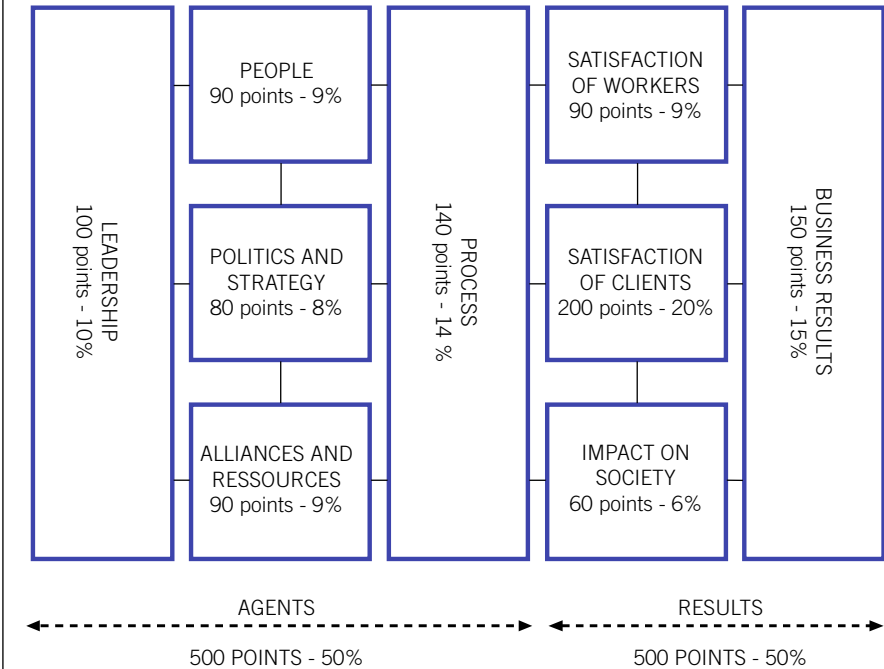 LEADERSHIP
100 points - 10%
PEOPLE
90 points - 9%
POLITICS AND
STRATEGY
80 points - 8%
ALLIANCES AND
RESSOURCES
90 points - 9%
PROCESS
140 points - 14 %
SATISFACTION
OF WORKERS
90 points - 9%
SATISFACTION
OF CLIENTS
200 points - 20%
IMPACT ON
SOCIETY
60 points - 6%
BUSINESS RESULTS
150 points - 15%
AGENTS
500 POINTS - 50%
RESULTS
500 POINTS - 50%